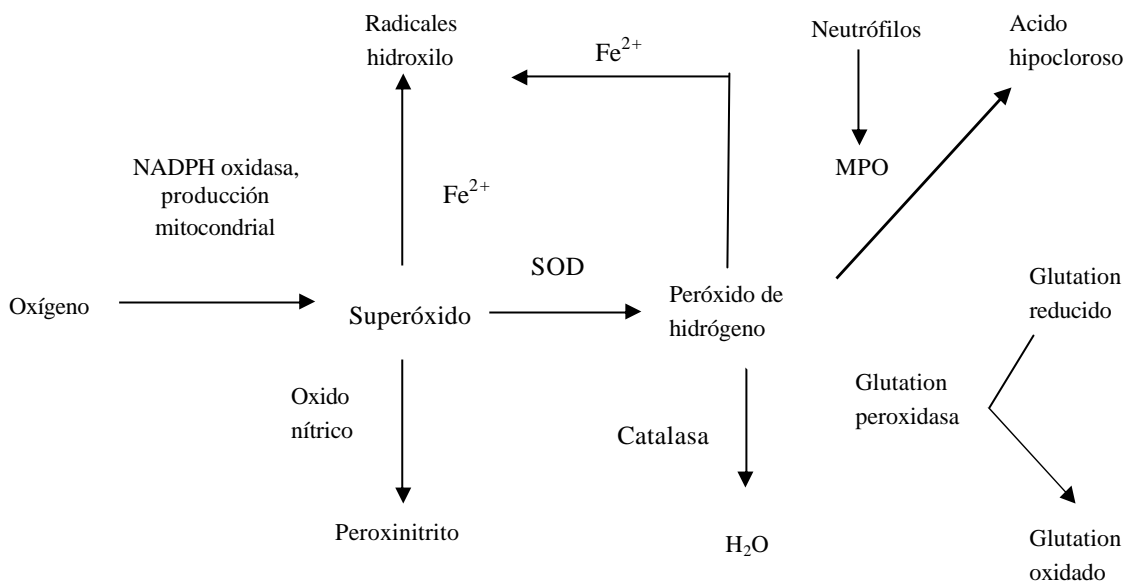 Radicales
hidroxilo
Fe²⁺
Neutrófilos
Acido
hipocloroso
NADPH oxidasa,
producción
mitocondrial
Fe²⁺
MPO
SOD
Oxígeno
Superóxido
Peróxido de
hidrógeno
Glutation
reducido
Oxido
nítrico
Catalasa
Glutation
peroxidasa
Peroxinitrito
H₂O
Glutation
oxidado